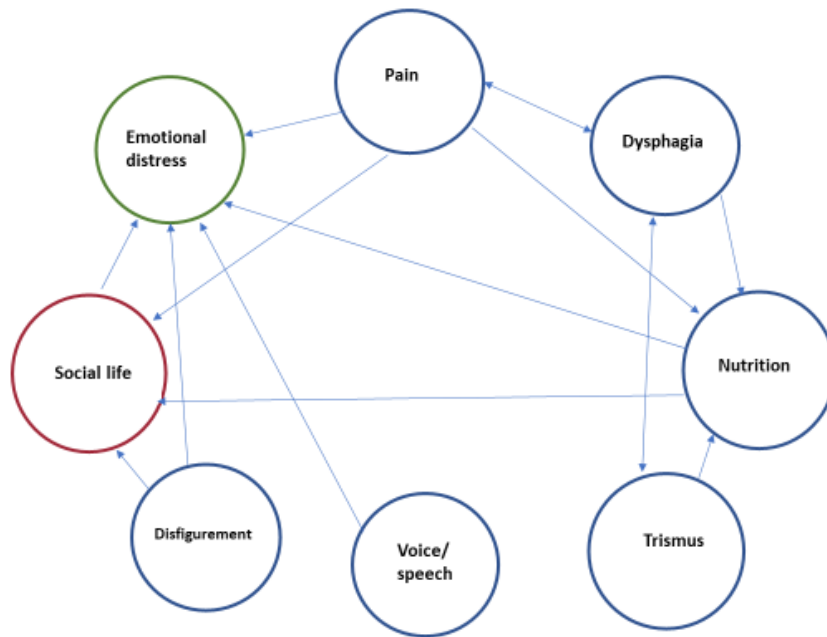 Pain
Emotional
distress
Dysphagia
Social life
Nutrition
Disfigurement
Voice/
speech
Trismus